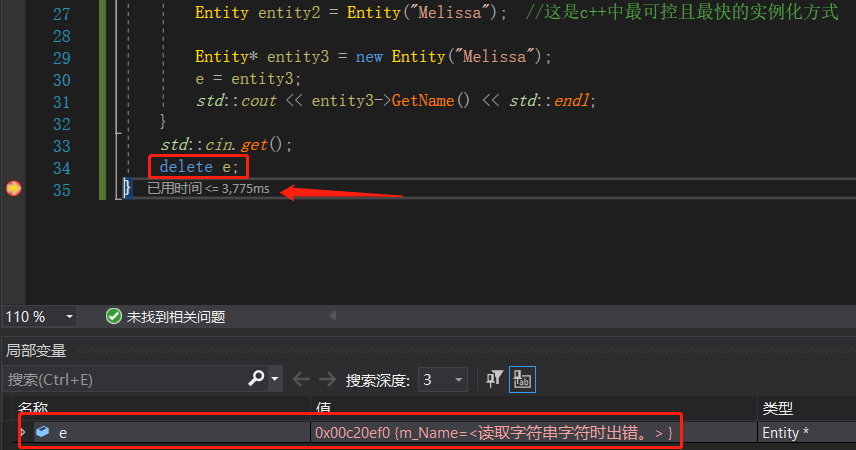 27 Entity entity2 = Entity("Melissa"); //这是c++中最可控且最快的实例化方式
28
29 Entity* entity3 = new Entity("Melissa");
30 e = entity3;
31 std::cout << entity3->GetName() << std::endl;
32 }
33 std::cin.get();
34 delete e;
35 } 已用时间 <= 3,775ms
110 % 未找到相关问题
局部变量
搜索(Ctrl+E) 搜索深度: 3
名称 值 类型
e 0x00c20ef0 {m_Name=<读取字符串字符时出错。> } Entity *